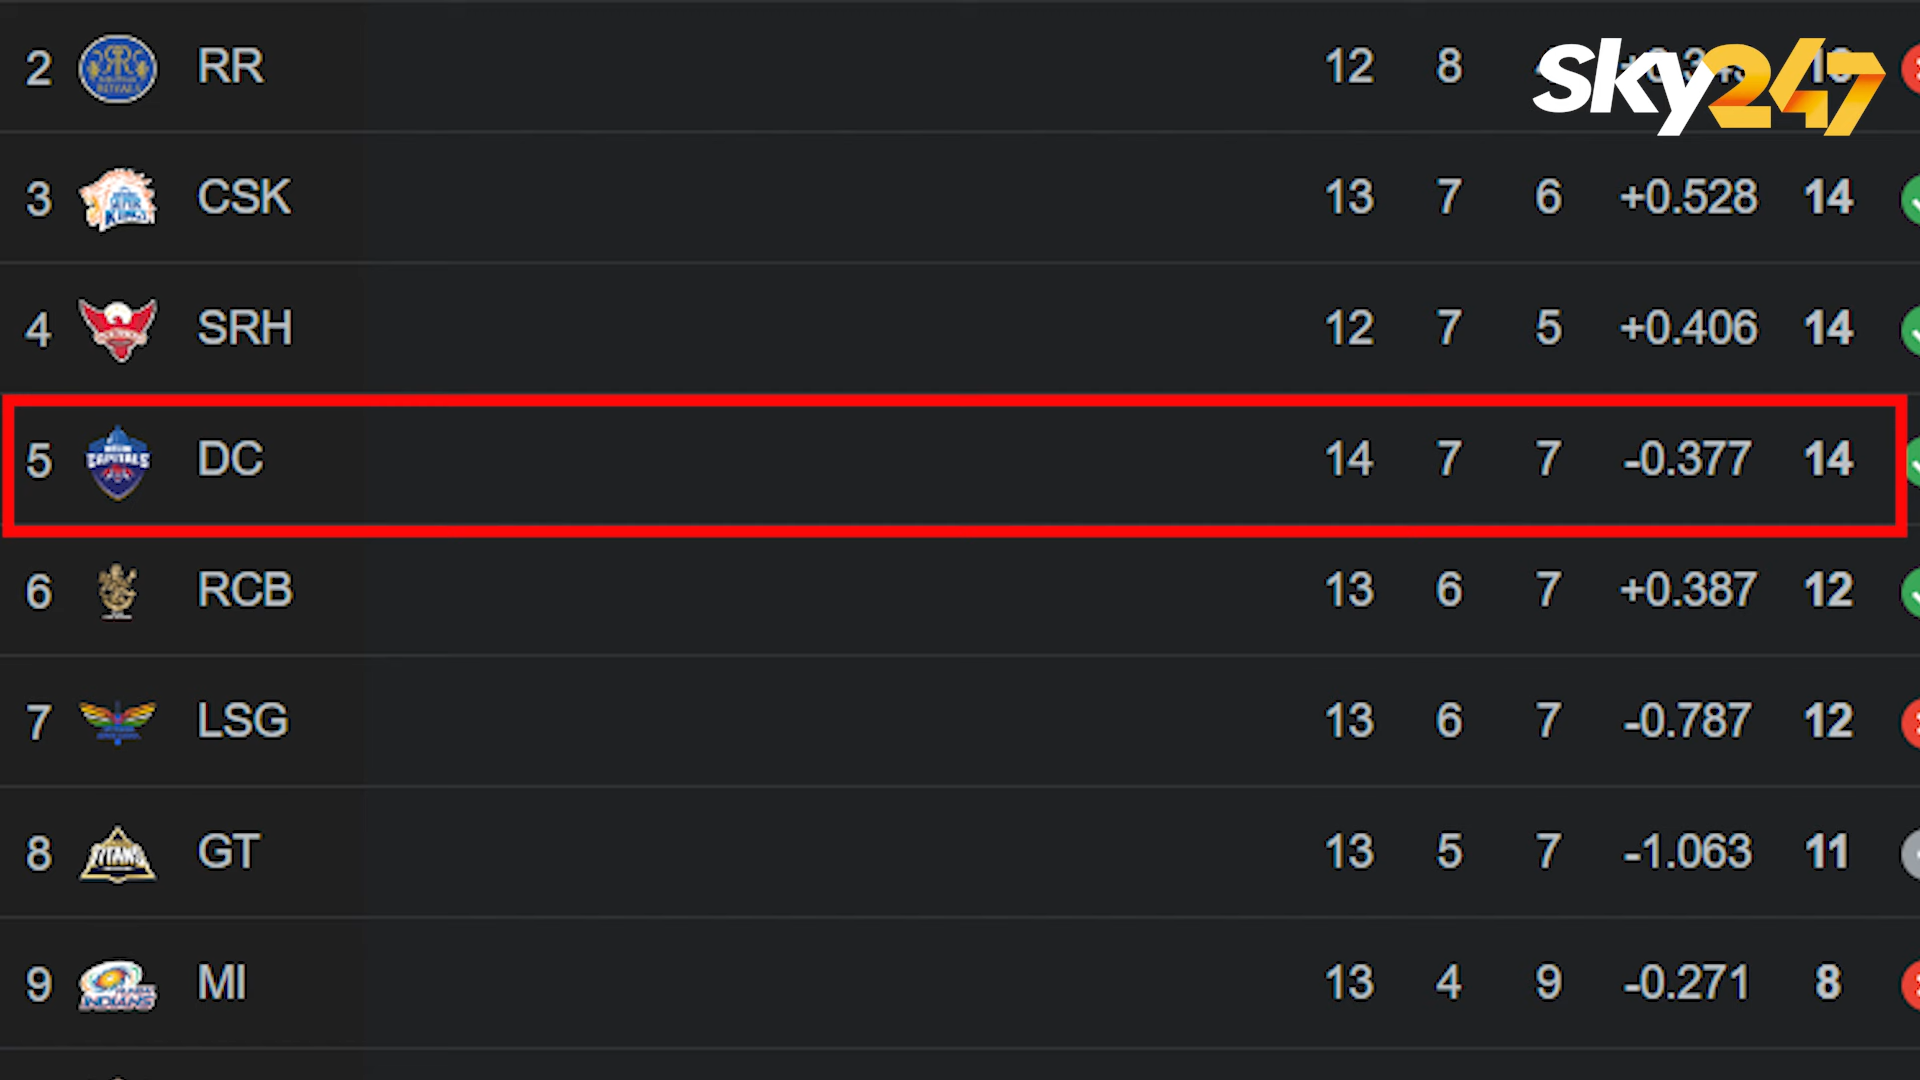 2 RR 12 8
sky247
3 CSK 13 7 6 +0.528 14
4 SRH 12 7 5 +0.406 14
5 CAPITALS DC 14 7 7 -0.377 14
6 RCB 13 6 7 +0.387 12
7 LSG 13 6 7 -0.787 12
8 TITANS GT 13 5 7 -1.063 11
9 INDIANS MI 13 4 9 -0.271 8